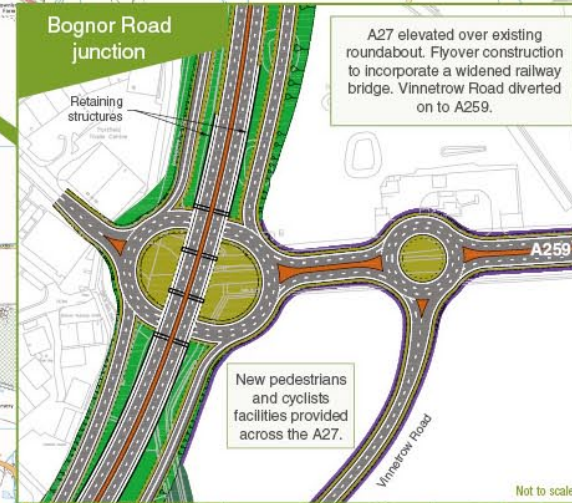 Bognor Road
junction
A27 elevated over existing
roundabout. Flyover construction
to incorporate a widened railway
bridge. Vinnetrow Road diverted
on to A259.
Retaining
structures
A259
New pedestrians
and cyclists
facilities provided
across the A27.
Vinnetrow Road
Not to scale